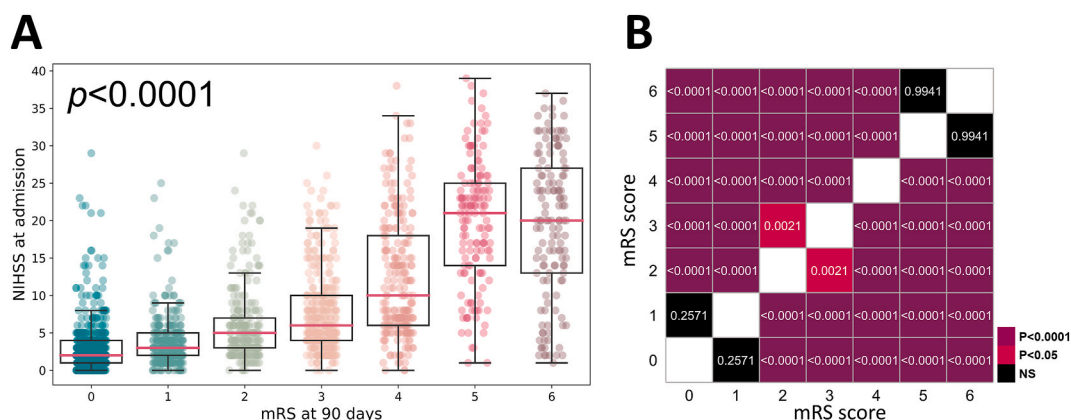 A
p<0.0001
NIHSS at admission
40
35
30
25
20
15
10
5
0
0 1 2 3 4 5 6
mRS at 90 days
B
mRS score
6 <0.0001 <0.0001 <0.0001 <0.0001 <0.0001 0.9941
5 <0.0001 <0.0001 <0.0001 <0.0001 <0.0001 0.9941
4 <0.0001 <0.0001 <0.0001 <0.0001 <0.0001 <0.0001
3 <0.0001 <0.0001 0.0021 <0.0001 <0.0001 <0.0001
2 <0.0001 <0.0001 0.0021 <0.0001 <0.0001 <0.0001
1 0.2571 <0.0001 <0.0001 <0.0001 <0.0001 <0.0001
0 0.2571 <0.0001 <0.0001 <0.0001 <0.0001 <0.0001
0 1 2 3 4 5 6
mRS score
P<0.0001
P<0.05
NS